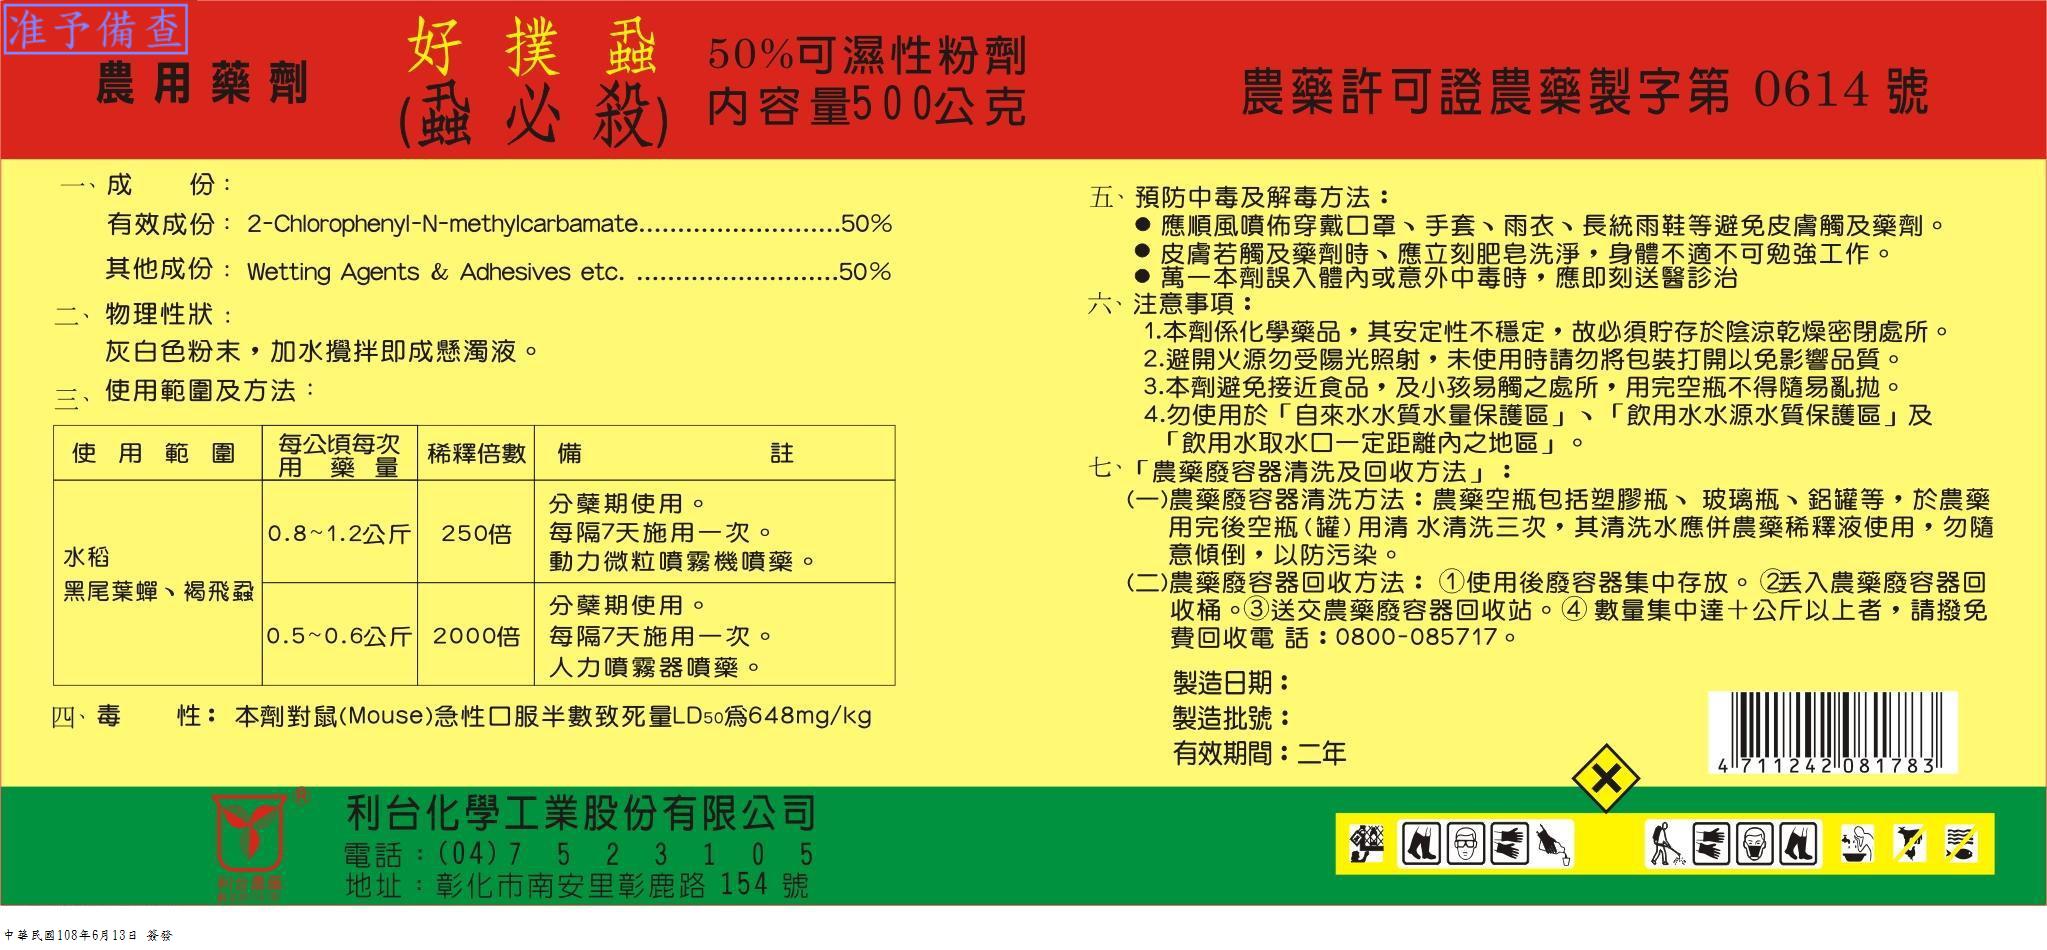 准予備查
農用藥劑
好撲蝨
(蝨必殺)
50%可濕性粉劑
内容量500公克
農藥許可證農藥製字第 0614 號
一、成　　份：
有效成份：2-Chlorophenyl-N-methylcarbamate..........................50%
其他成份：Wetting Agents & Adhesives etc. ..........................50%
二、物理性狀：
灰白色粉末，加水攪拌即成懸濁液。
三、使用範圍及方法：
使用範圍
每公頃每次
用藥量
稀釋倍數
備註
水稻
黑尾葉蟬、褐飛蝨
0.8~1.2公斤
250倍
分蘗期使用。
每隔7天施用一次。
動力微粒噴霧機噴藥。
0.5~0.6公斤
2000倍
分蘗期使用。
每隔7天施用一次。
人力噴霧器噴藥。
四、毒　　性：本劑對鼠(Mouse)急性口服半數致死量LD50為648mg/kg
五、預防中毒及解毒方法：
●應順風噴佈穿戴口罩、手套、雨衣、長統雨鞋等避免皮膚觸及藥劑。
●皮膚若觸及藥劑時、應立刻肥皂洗淨，身體不適不可勉強工作。
●萬一本劑誤入體內或意外中毒時，應即刻送醫診治
六、注意事項：
1.本劑係化學藥品，其安定性不穩定，故必須貯存於陰涼乾燥密閉處所。
2.避開火源勿受陽光照射，未使用時請勿將包裝打開以免影響品質。
3.本劑避免接近食品，及小孩易觸之處所，用完空瓶不得隨易亂拋。
4.勿使用於「自來水水質水量保護區」、「飲用水水源水質保護區」及
「飲用水取水口一定距離內之地區」。
七、「農藥廢容器清洗及回收方法」：
(一)農藥廢容器清洗方法：農藥空瓶包括塑膠瓶、 玻璃瓶、鋁罐等，於農藥
用完後空瓶(罐)用清 水清洗三次，其清洗水應併農藥稀釋液使用，勿隨
意傾倒，以防污染。
(二)農藥廢容器回收方法：①使用後廢容器集中存放。②丟入農藥廢容器回
收桶。③送交農藥廢容器回收站。④ 數量集中達十公斤以上者，請撥免
費回收電 話：0800-085717。
製造日期：
製造批號：
有效期間：二年
4 711242 081783
®
利台化學工業股份有限公司
電話：(04)7523105
地址：彰化市南安里彰鹿路 154 號
利台農藥
中華民國108年6月13日 簽發